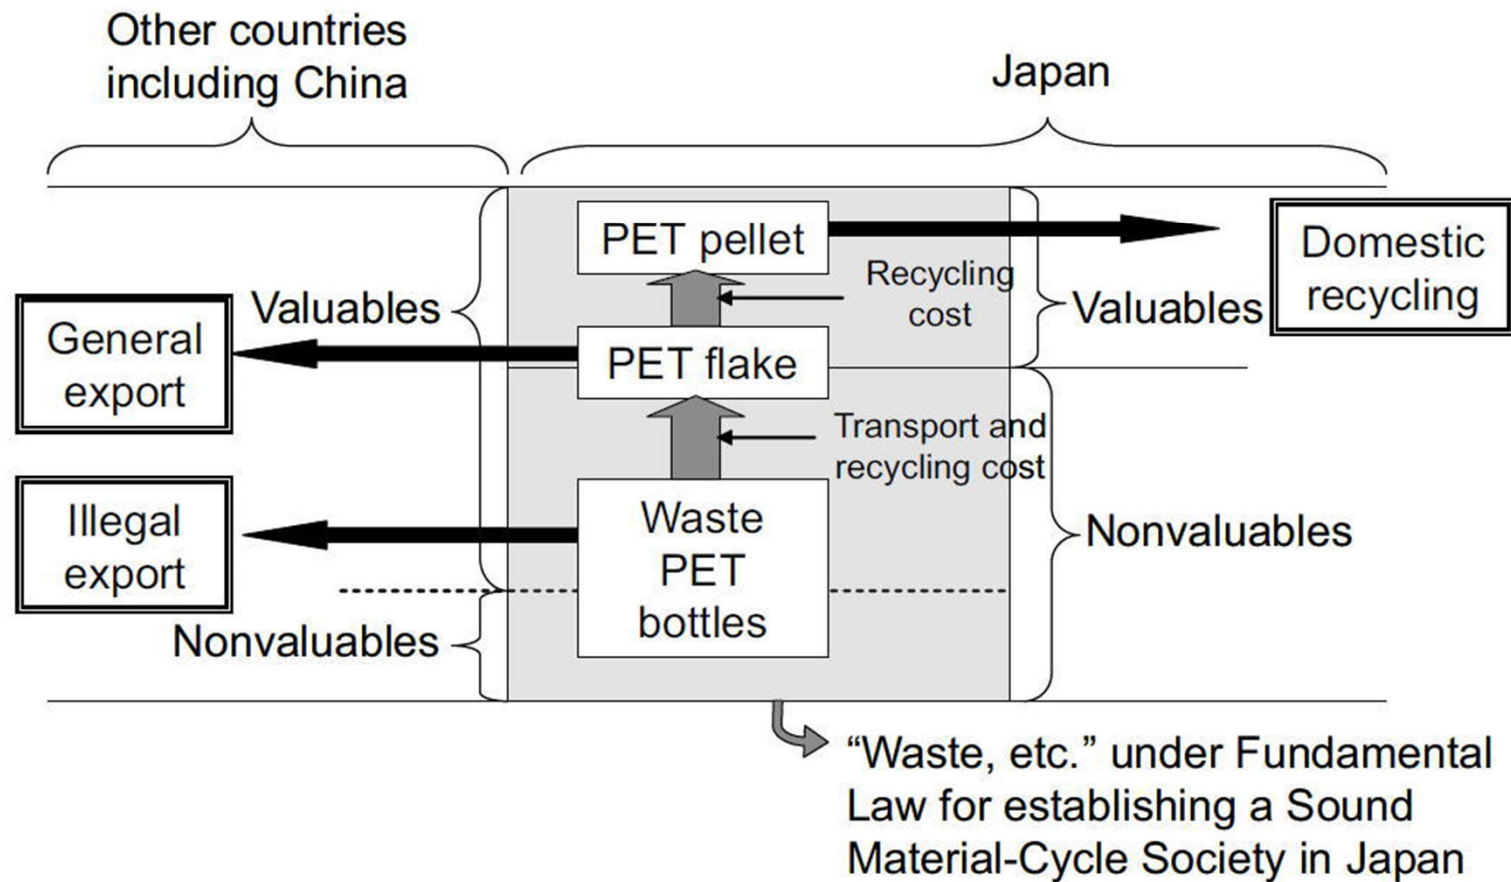 Other countries
including China
Japan
PET pellet
Domestic
recycling
Recycling
cost
Valuables
Valuables
General
export
PET flake
Transport and
recycling cost
Illegal
export
Waste
PET
bottles
Nonvaluables
Nonvaluables
“Waste, etc.” under Fundamental
Law for establishing a Sound
Material-Cycle Society in Japan